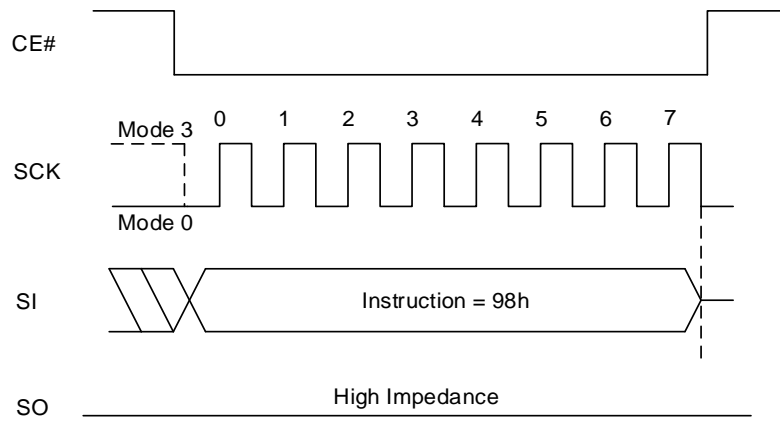 CE#
Mode 3
0 1 2 3 4 5 6 7
SCK
Mode 0
SI
Instruction = 98h
High Impedance
SO